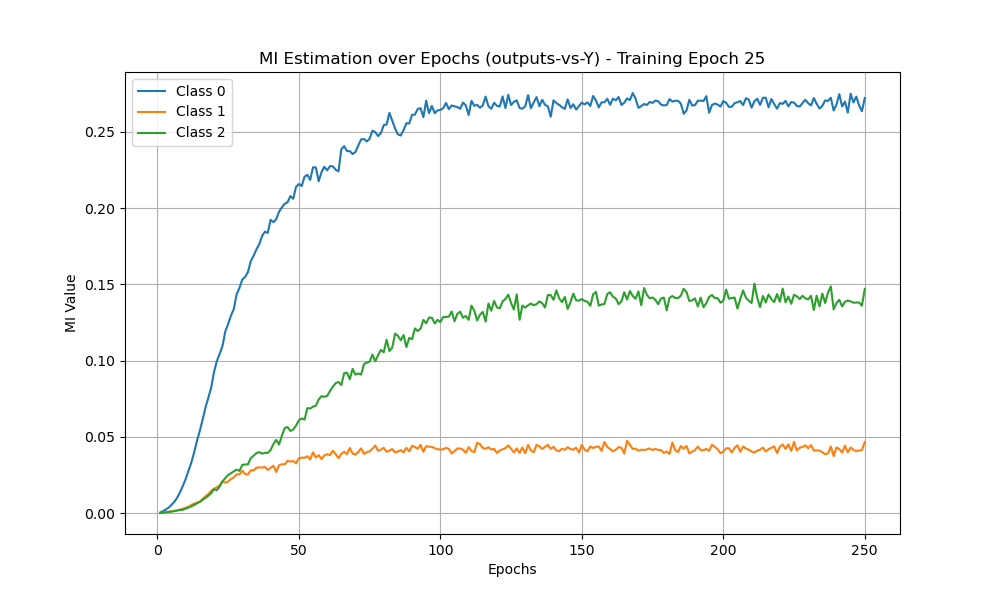 MI Estimation over Epochs (outputs-vs-Y) - Training Epoch 25
Class 0
Class 1
Class 2
MI Value
0.25
0.20
0.15
0.10
0.05
0.00
0 50 100 150 200 250
Epochs